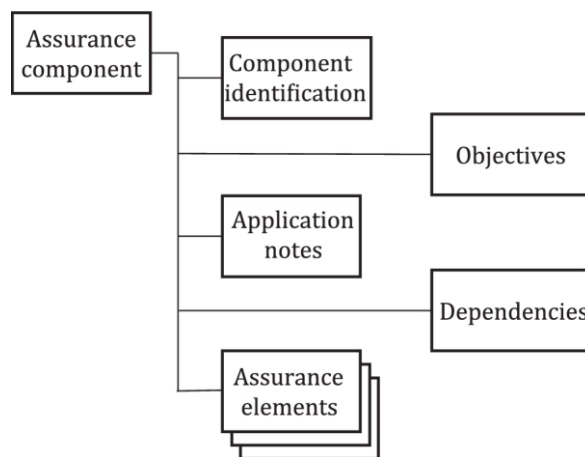 Assurance
component
Component
identification
Objectives
Application
notes
Dependencies
Assurance
elements